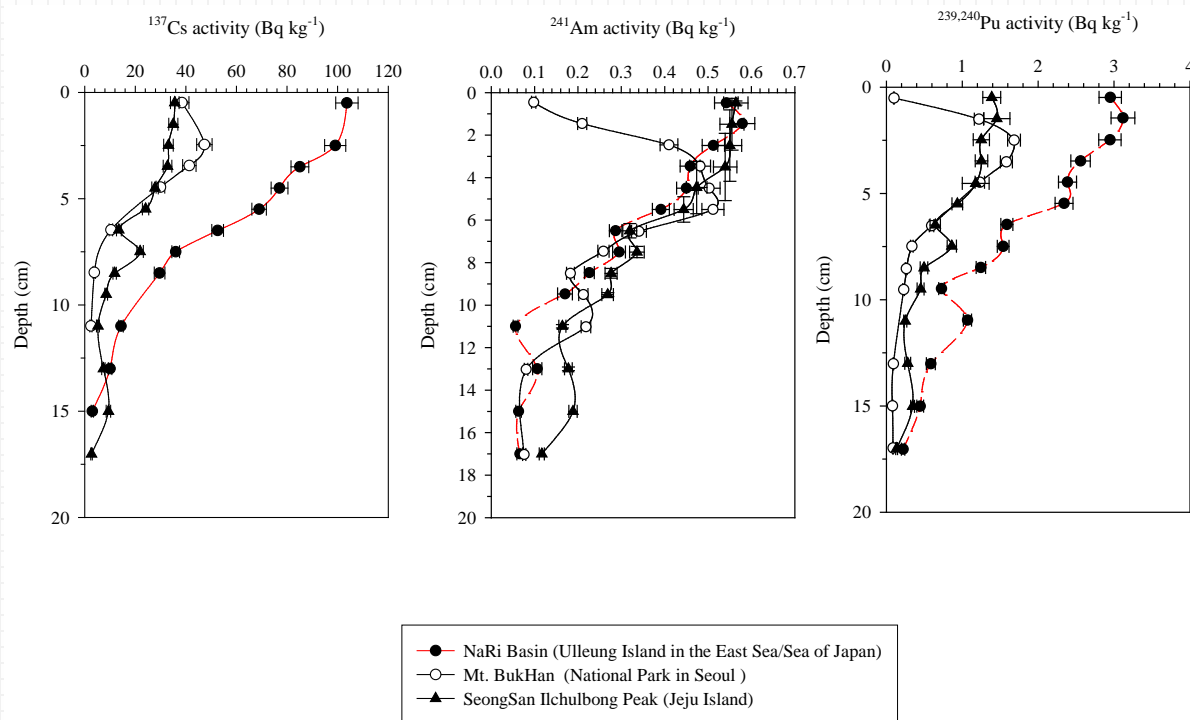 ¹³⁷Cs activity (Bq kg⁻¹)
0 20 40 60 80 100 120
Depth (cm)
0
5
10
15
20
²⁴¹Am activity (Bq kg⁻¹)
0.0 0.1 0.2 0.3 0.4 0.5 0.6 0.7
Depth (cm)
0
2
4
6
8
10
12
14
16
18
20
²³⁹,²⁴⁰Pu activity (Bq kg⁻¹)
0 1 2 3 4
Depth (cm)
0
5
10
15
20
NaRi Basin (Ulleung Island in the East Sea/Sea of Japan)
Mt. BukHan (National Park in Seoul )
SeongSan Ilchulbong Peak (Jeju Island)